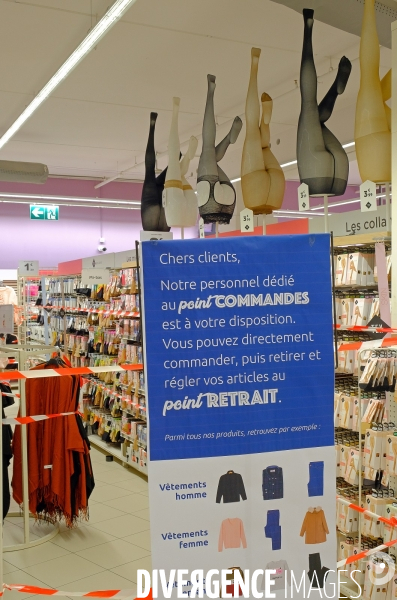 Chers clients,
Notre personnel dédié
au point COMMANDES
est à votre disposition.
Vous pouvez directement
commander, puis retirer et
régler vos articles au
point RETRAIT.
Parmi tous nos produits, retrouvez par exemple :
Vêtements
homme
Vêtements
femme
Les colla
DIVERGENCE IMAGES